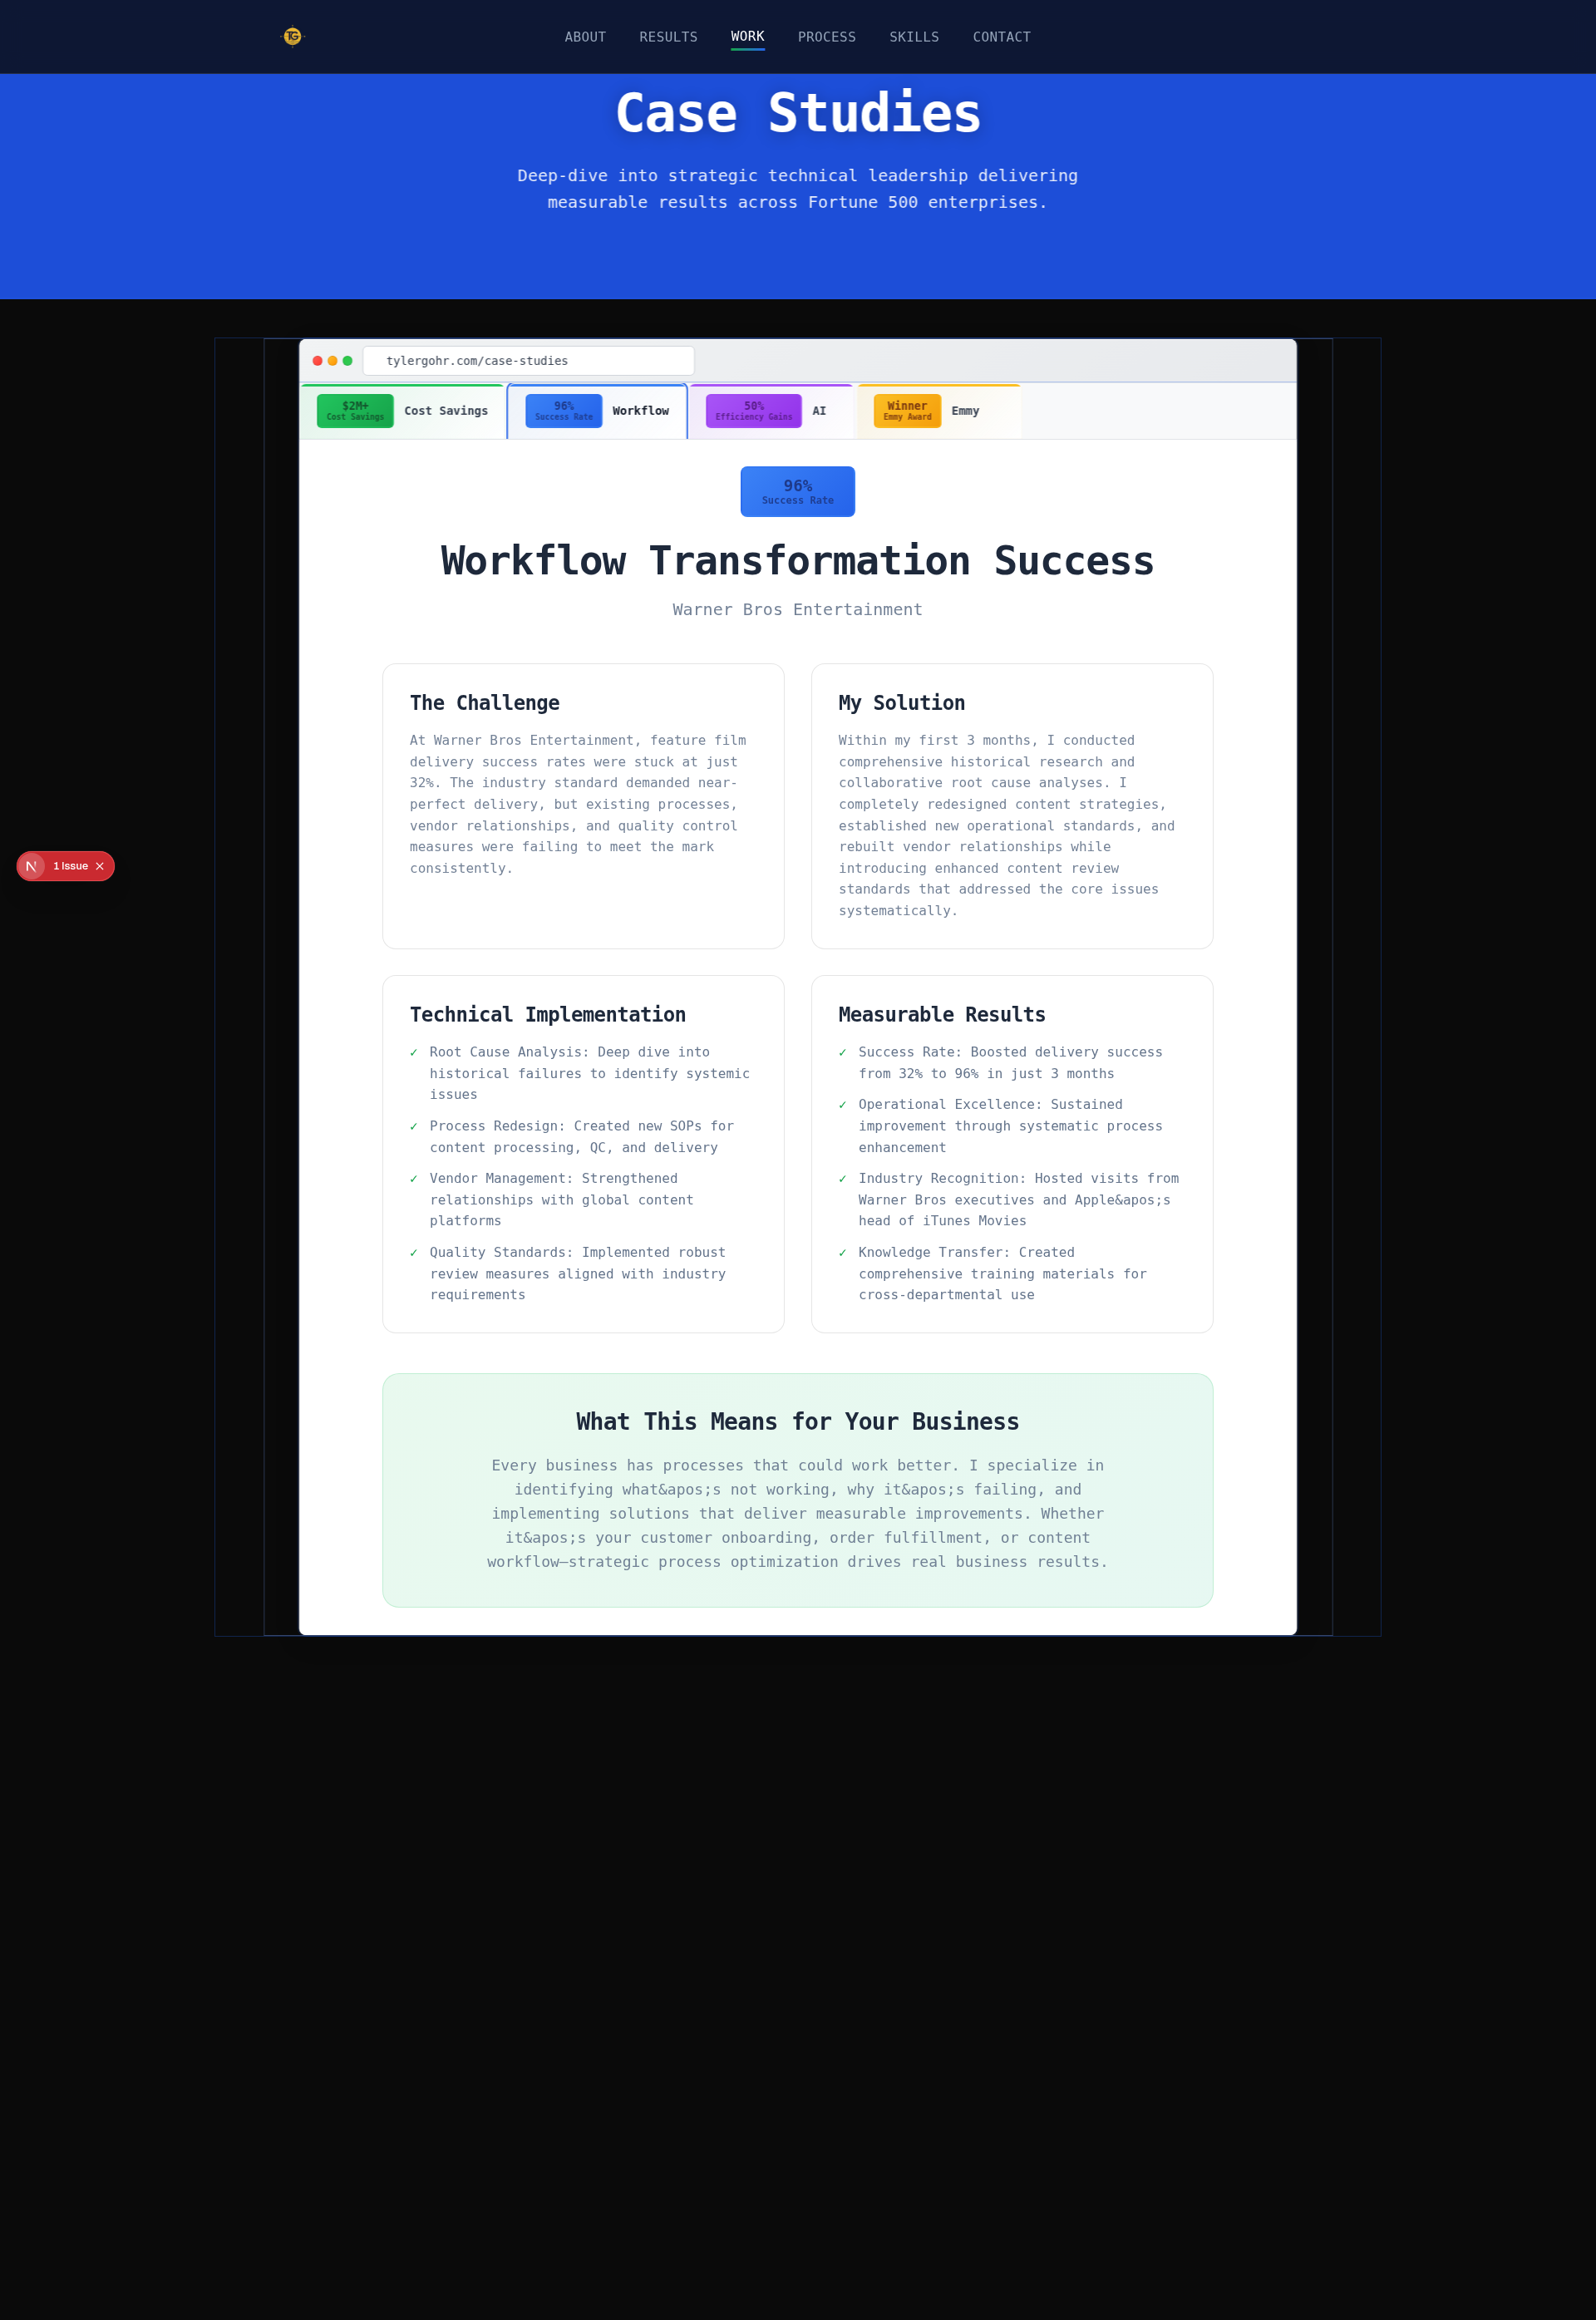 TG
ABOUT RESULTS WORK PROCESS SKILLS CONTACT
Case Studies
Deep-dive into strategic technical leadership delivering
measurable results across Fortune 500 enterprises.
tylergohr.com/case-studies
$2M+
Cost Savings
Cost Savings
96%
Success Rate
Workflow
50%
Efficiency Gains
AI
Winner
Emmy Award
Emmy
96%
Success Rate
Workflow Transformation Success
Warner Bros Entertainment
The Challenge
At Warner Bros Entertainment, feature film
delivery success rates were stuck at just
32%. The industry standard demanded near-
perfect delivery, but existing processes,
vendor relationships, and quality control
measures were failing to meet the mark
consistently.
My Solution
Within my first 3 months, I conducted
comprehensive historical research and
collaborative root cause analyses. I
completely redesigned content strategies,
established new operational standards, and
rebuilt vendor relationships while
introducing enhanced content review
standards that addressed the core issues
systematically.
N
1 Issue
Technical Implementation
✓ Root Cause Analysis: Deep dive into
historical failures to identify systemic
issues
✓ Process Redesign: Created new SOPs for
content processing, QC, and delivery
✓ Vendor Management: Strengthened
relationships with global content
platforms
✓ Quality Standards: Implemented robust
review measures aligned with industry
requirements
Measurable Results
✓ Success Rate: Boosted delivery success
from 32% to 96% in just 3 months
✓ Operational Excellence: Sustained
improvement through systematic process
enhancement
✓ Industry Recognition: Hosted visits from
Warner Bros executives and Apple&apos;s
head of iTunes Movies
✓ Knowledge Transfer: Created
comprehensive training materials for
cross-departmental use
What This Means for Your Business
Every business has processes that could work better. I specialize in
identifying what&apos;s not working, why it&apos;s failing, and
implementing solutions that deliver measurable improvements. Whether
it&apos;s your customer onboarding, order fulfillment, or content
workflow—strategic process optimization drives real business results.